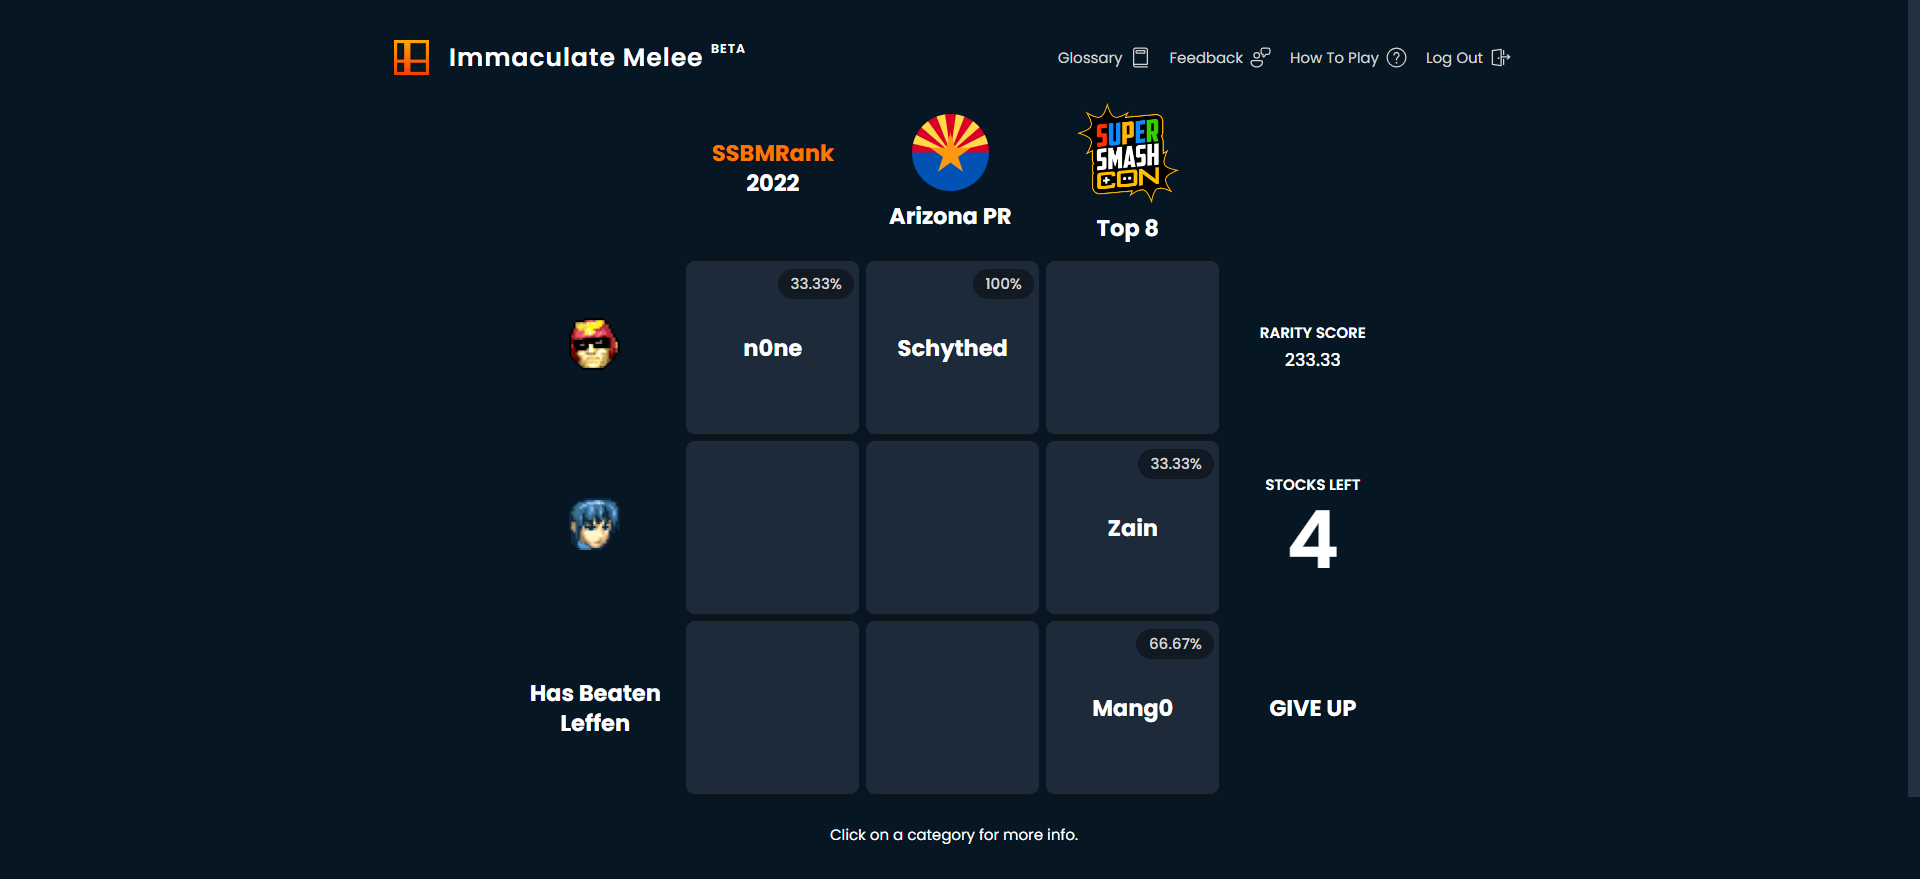 Immaculate Melee BETA
Glossary
Feedback
How To Play
Log Out
SSBMRank
2022
Arizona PR
SUPER
SMASH
CON
Top 8
33.33%
n0ne
100%
Schythed
RARITY SCORE
233.33
33.33%
Zain
STOCKS LEFT
4
Has Beaten
Leffen
66.67%
Mang0
GIVE UP
Click on a category for more info.